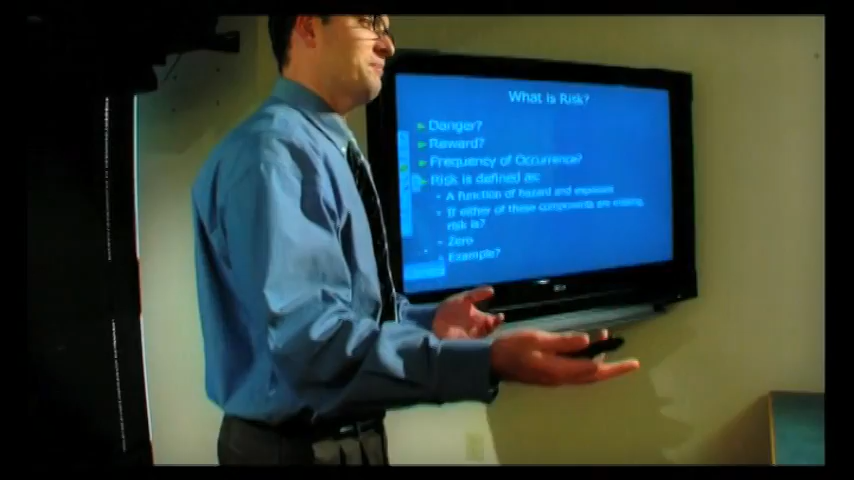 What Is Risk?
Danger?
Reward?
Frequency of Occurrence?
Risk is defined as:
A function of hazard and exposure
If either of these components are missing,
risk is?
Zero
Example?